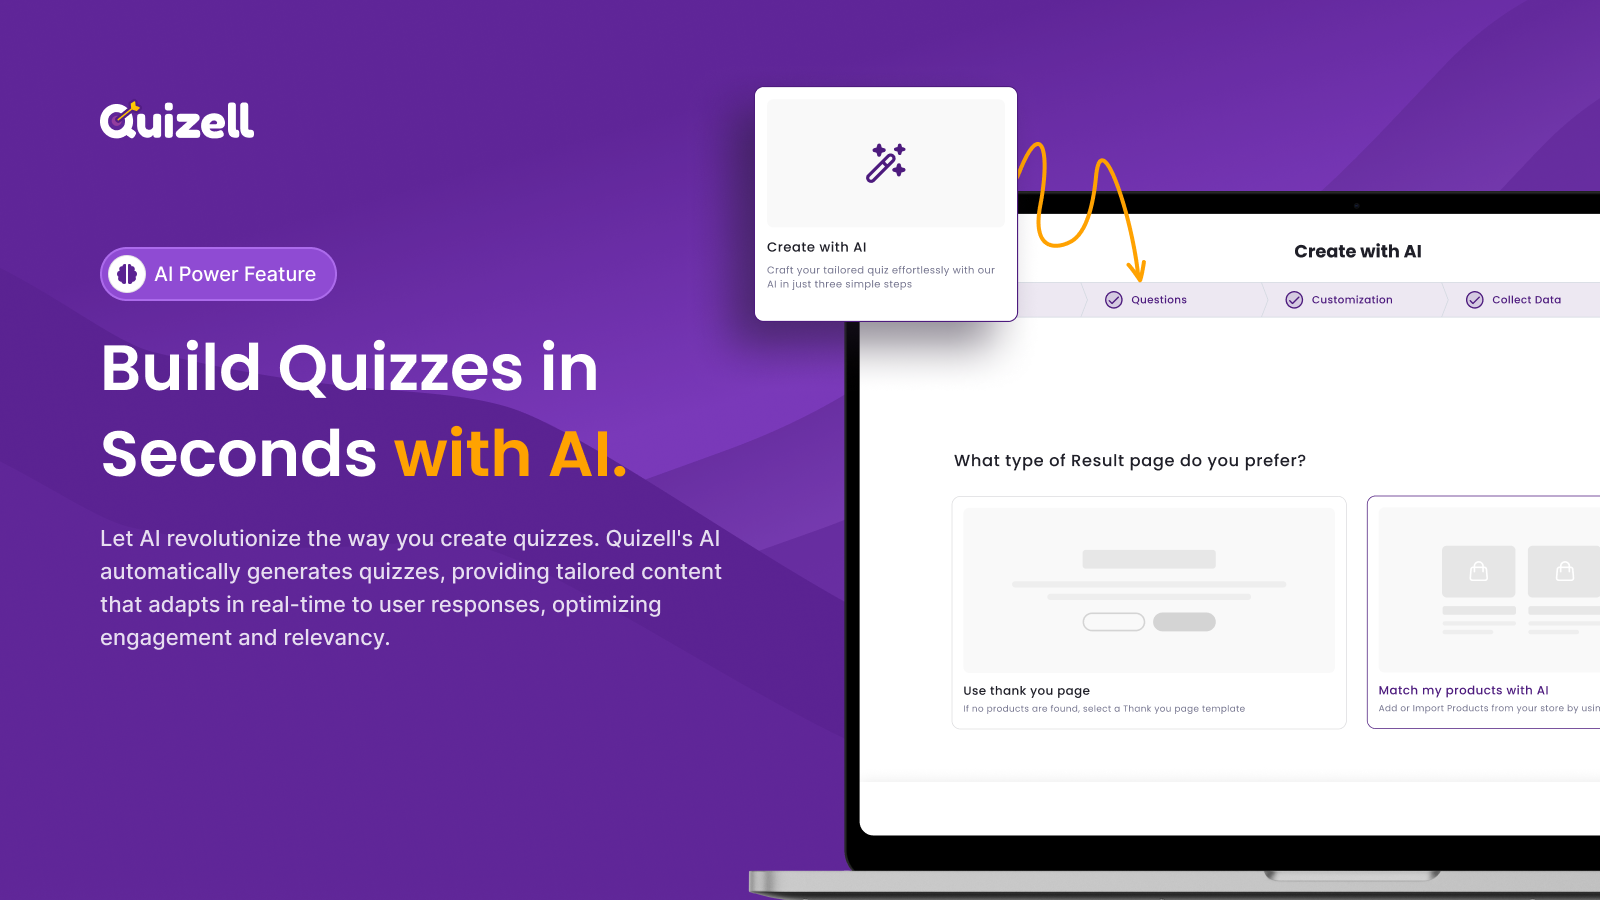 Quizell
AI Power Feature
Build Quizzes in
Seconds with AI.
Let AI revolutionize the way you create quizzes. Quizell's AI
automatically generates quizzes, providing tailored content
that adapts in real-time to user responses, optimizing
engagement and relevancy.
Create with AI
Craft your tailored quiz effortlessly with our
AI in just three simple steps
Create with AI
Questions
Customization
Collect Data
What type of Result page do you prefer?
Use thank you page
If no products are found, select a Thank you page template
Match my products with AI
Add or Import Products from your store by